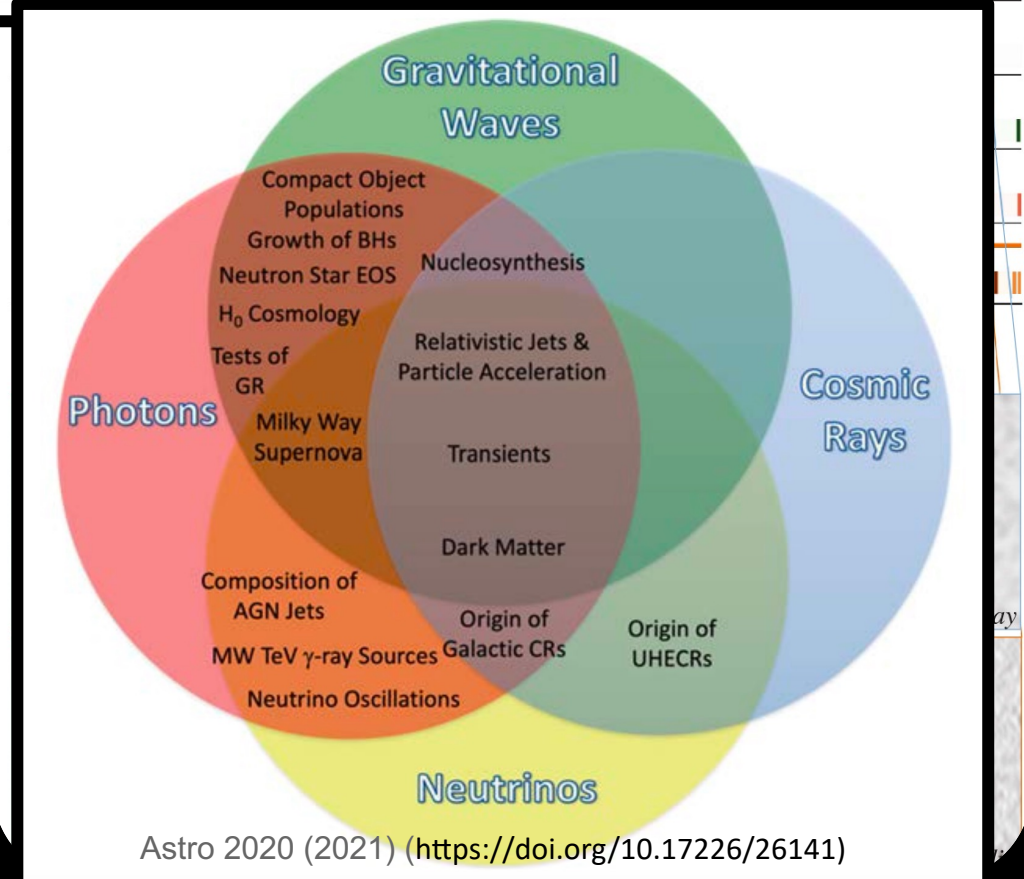 Gravitational
Waves
Compact Object
Populations
Growth of BHs
Neutron Star EOS
H₀ Cosmology
Tests of
GR
Nucleosynthesis
Relativistic Jets &
Particle Acceleration
Photons
Cosmic
Rays
Milky Way
Supernova
Transients
Dark Matter
Composition of
AGN Jets
MW TeV γ-ray Sources
Neutrino Oscillations
Origin of
Galactic CRs
Origin of
UHECRs
Neutrinos
Astro 2020 (2021) (https://doi.org/10.17226/26141)
ay